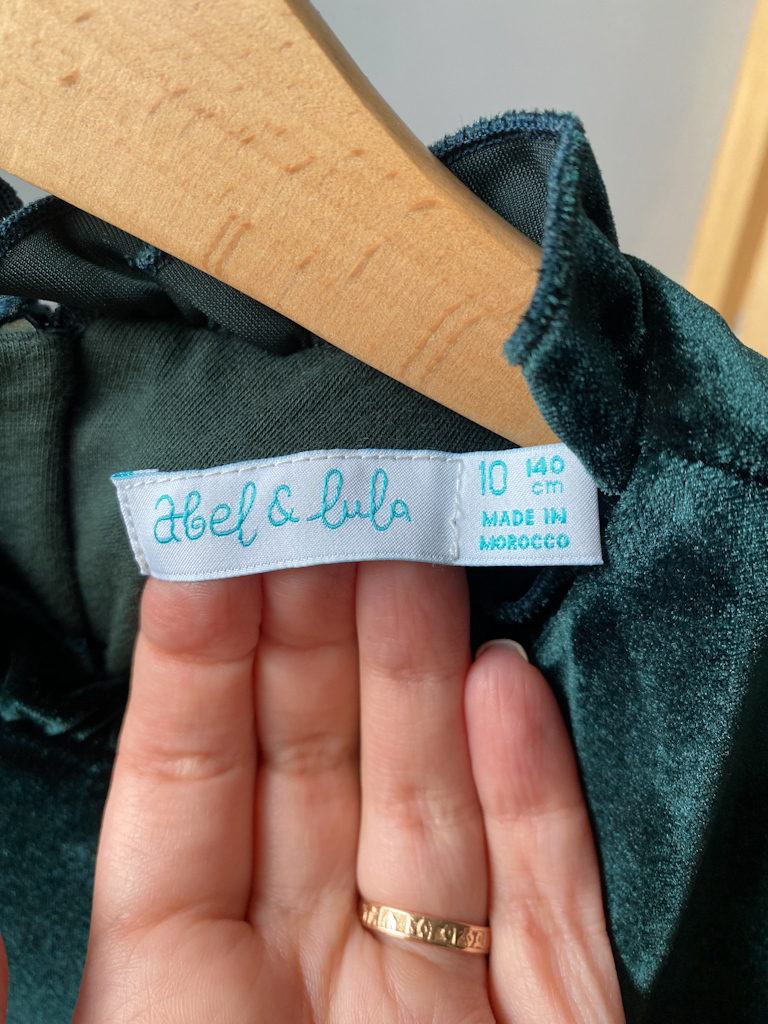 abel & lula
10 140
cm
MADE IN
MOROCCO